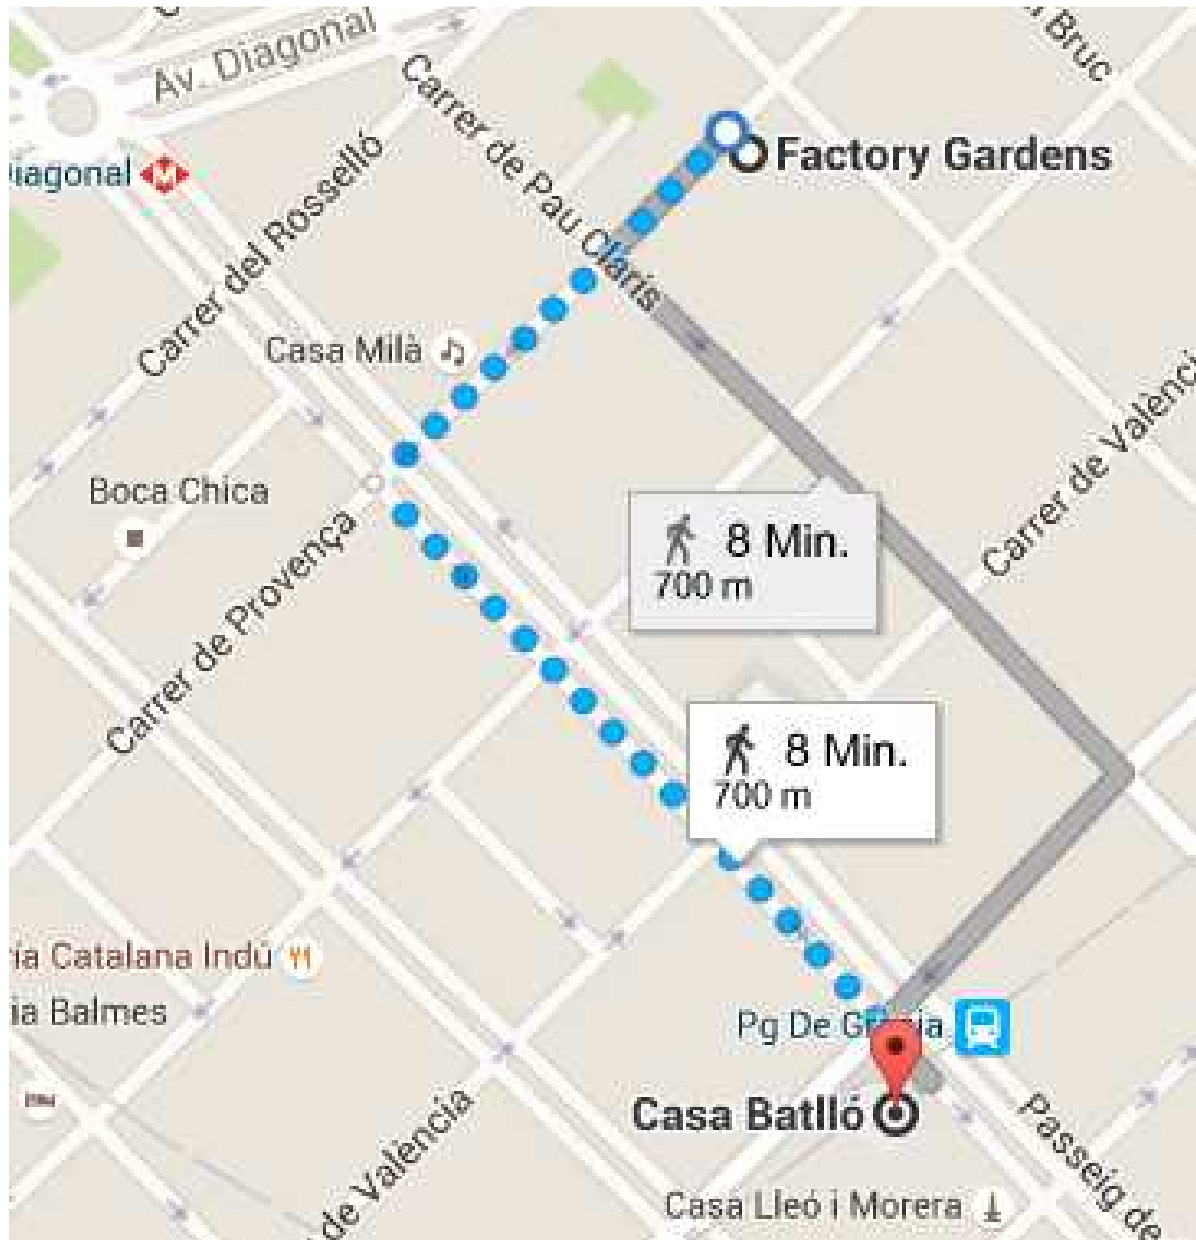 Av. Diagonal
Bruc
Carrer de Pau Claris
Factory Gardens
iagonal
M
Carrer del Rosselló
Casa Milà
Carrer de València
Boca Chica
8 Min.
700 m
Carrer de Provença
8 Min.
700 m
ia Catalana Indú
ia Balmes
Pg De Gràcia
Casa Batlló
de València
Passeig de
Casa Lleó i Morera